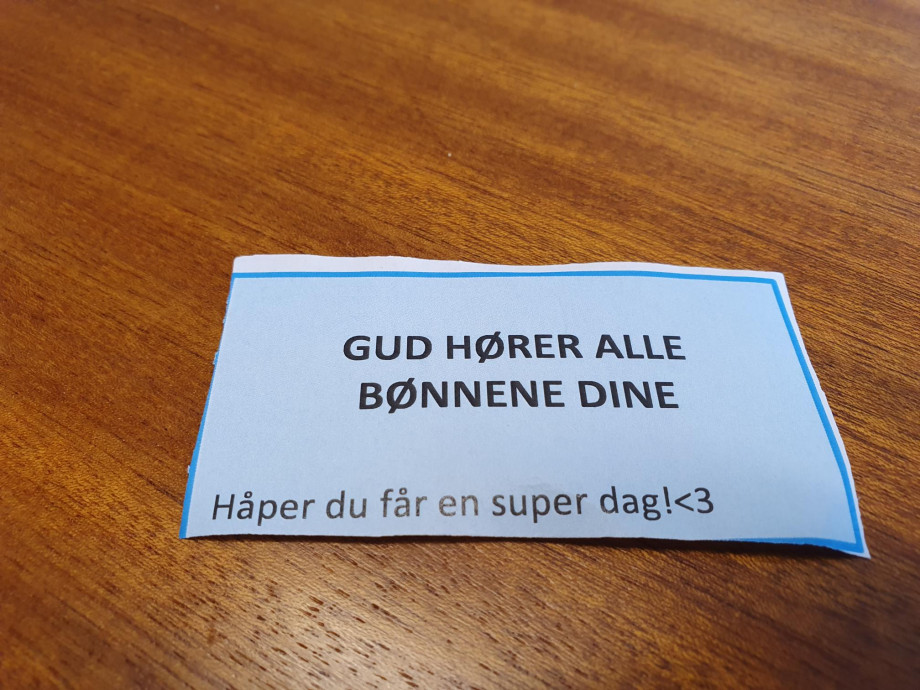 GUD HØRER ALLE
BØNNENE DINE
Håper du får en super dag!<3